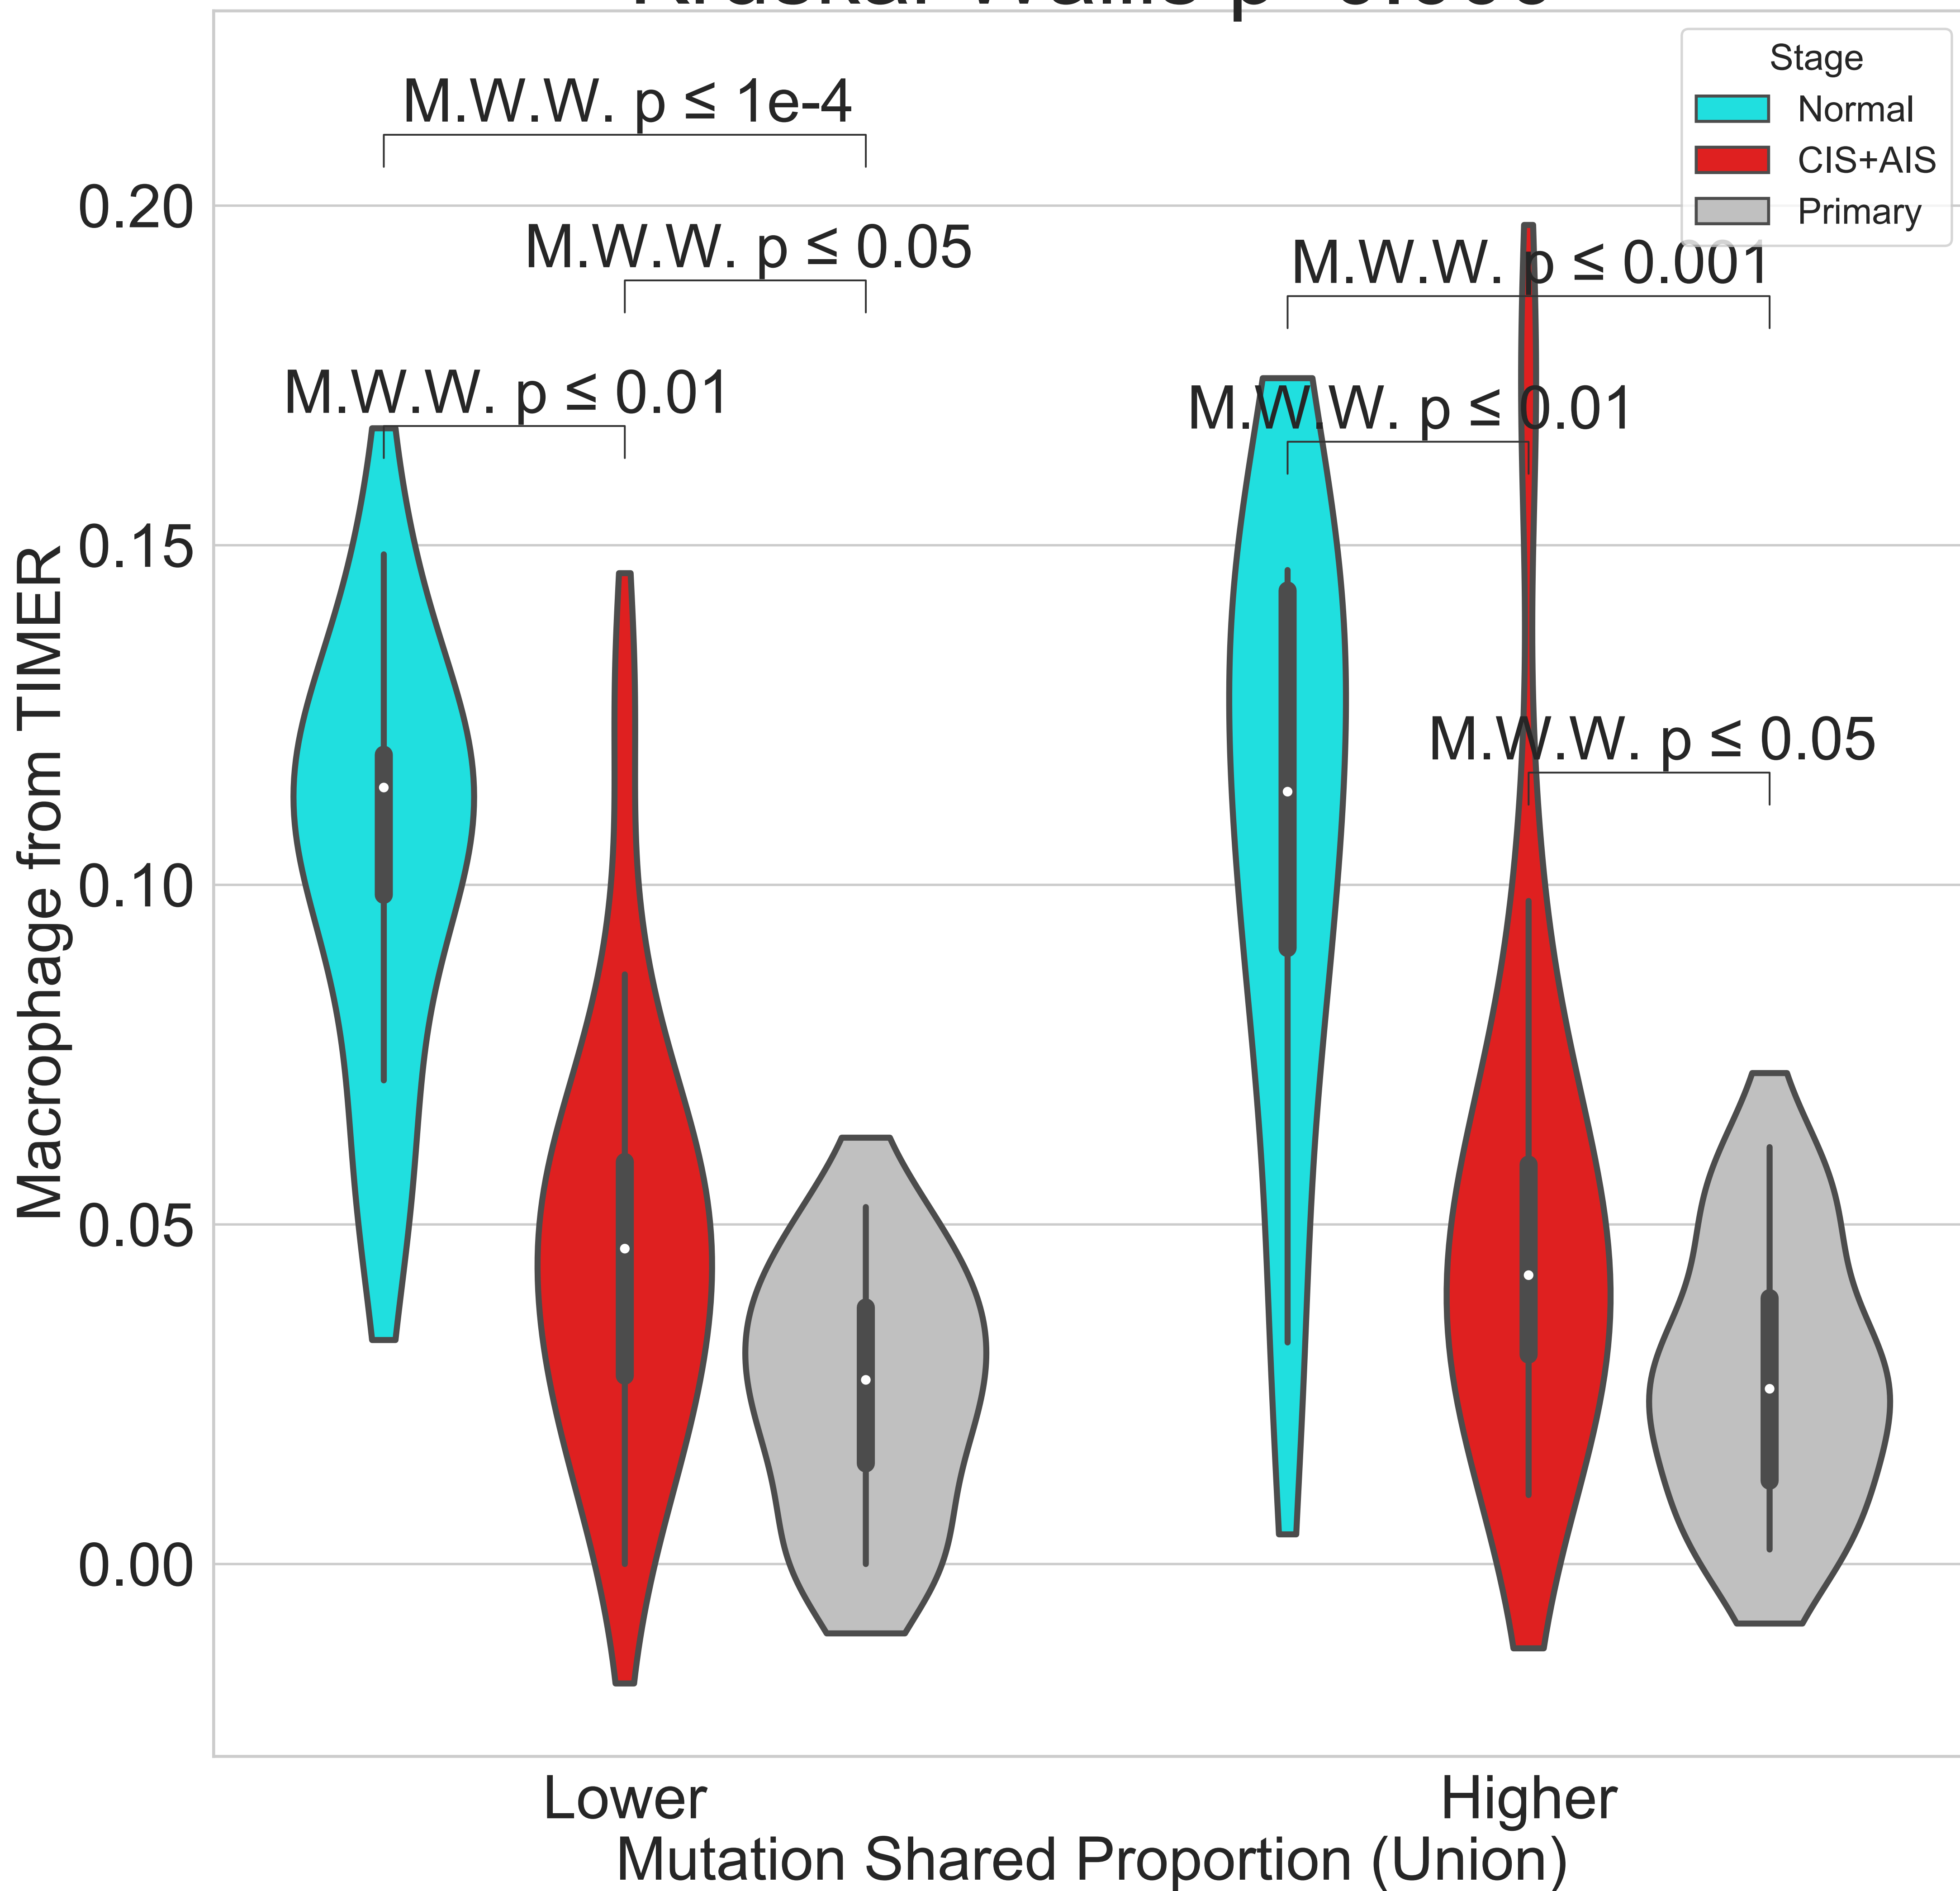 Stage
Normal
CIS+AIS
Primary
M.W.W. p ≤ 1e-4
M.W.W. p ≤ 0.05
M.W.W. p ≤ 0.01
M.W.W. p ≤ 0.001
M.W.W. p ≤ 0.01
M.W.W. p ≤ 0.05
Macrophage from TIMER
0.20
0.15
0.10
0.05
0.00
Lower
Higher
Mutation Shared Proportion (Union)